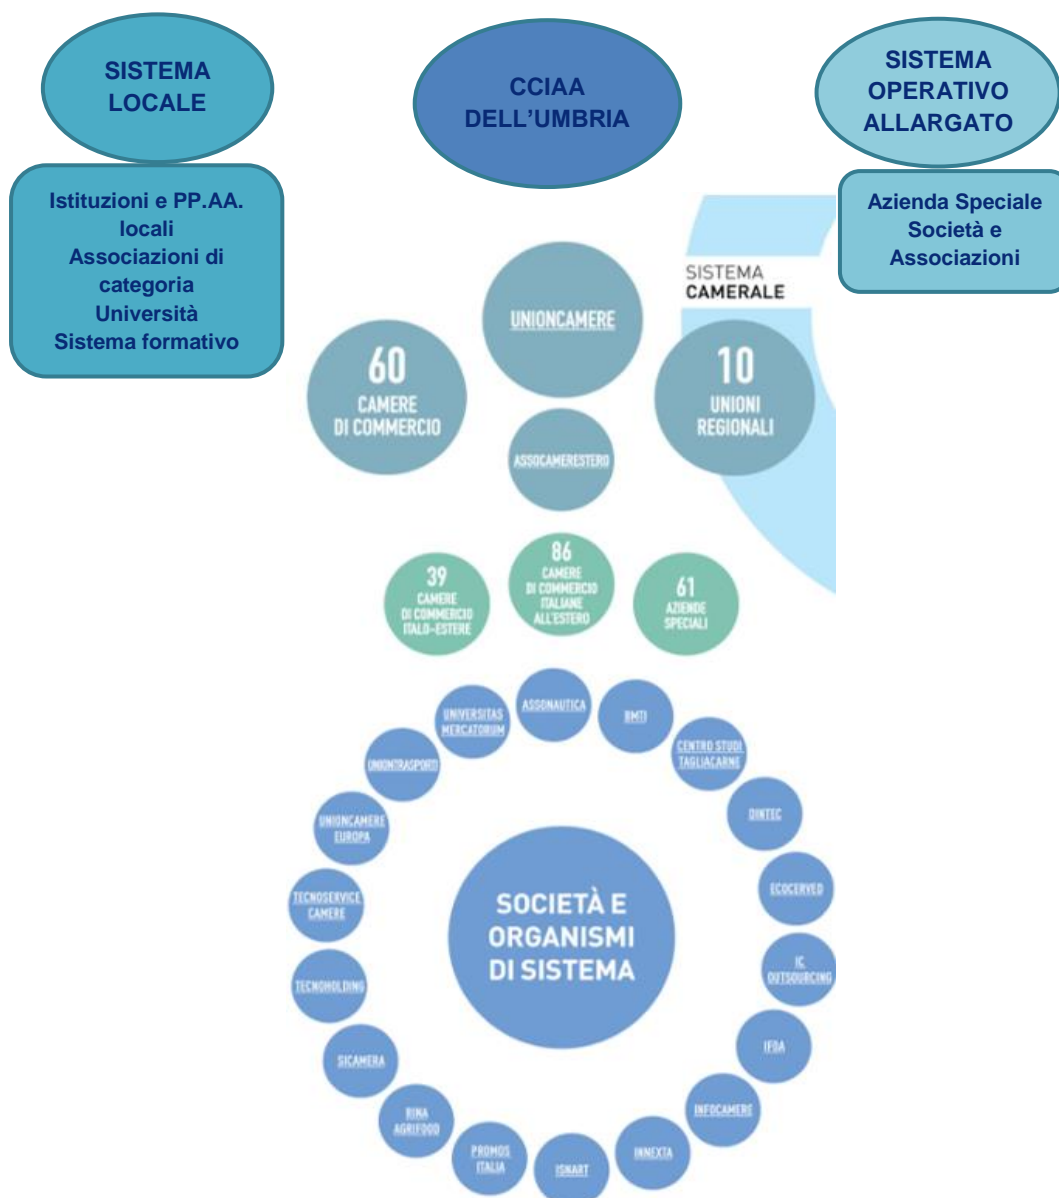 SISTEMA
LOCALE
Istituzioni e PP.AA.
locali
Associazioni di
categoria
Università
Sistema formativo
CCIAA
DELL’UMBRIA
SISTEMA
OPERATIVO
ALLARGATO
Azienda Speciale
Società e
Associazioni
SISTEMA
CAMERALE
UNIONCAMERE
60
CAMERE
DI COMMERCIO
10
UNIONI
REGIONALI
ASSOCAMERESTERO
39
CAMERE
DI COMMERCIO
ITALO-ESTERE
86
CAMERE
DI COMMERCIO
ITALIANE
ALL'ESTERO
61
AZIENDE
SPECIALI
ASSONAUTICA
BMTI
CENTRO STUDI
TAGLIACARNE
DINTEC
ECOCERVED
IC
OUTSOURCING
IFOA
INFOCAMERE
INNEXTA
ISNART
PROMOS
ITALIA
RINA
AGRIFOOD
SICAMERA
TECNOHOLDING
TECNOSERVICE
CAMERE
UNIONCAMERE
EUROPA
UNIONTRASPORTI
UNIVERSITAS
MERCATORUM
SOCIETÀ E
ORGANISMI
DI SISTEMA